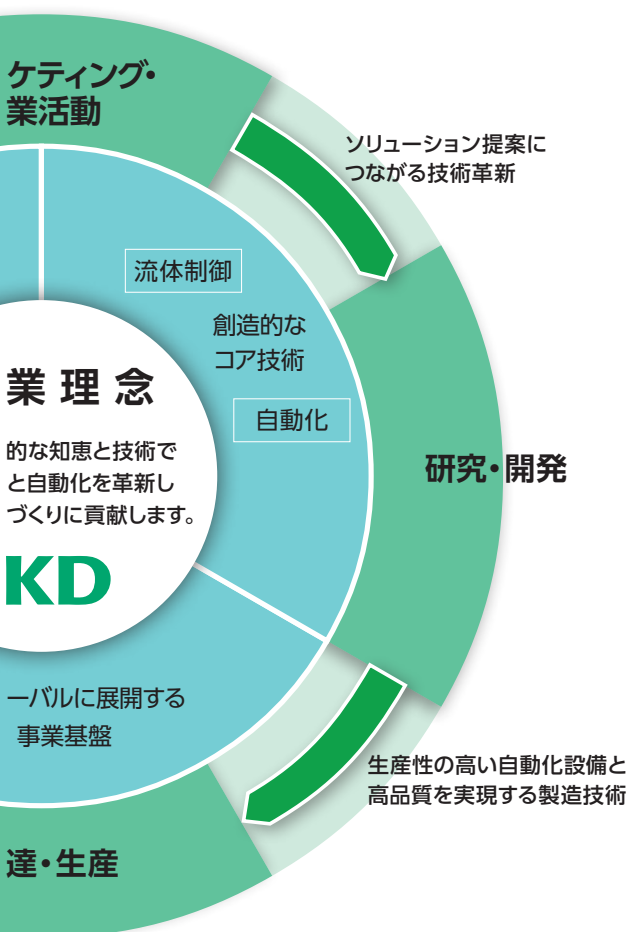 ケティング・
業活動
ソリューション提案に
つながる技術革新
流体制御
創造的な
コア技術
自動化
業理念
的な知恵と技術で
と自動化を革新し
づくりに貢献します。
KD
研究・開発
ーバルに展開する
事業基盤
生産性の高い自動化設備と
高品質を実現する製造技術
達・生産